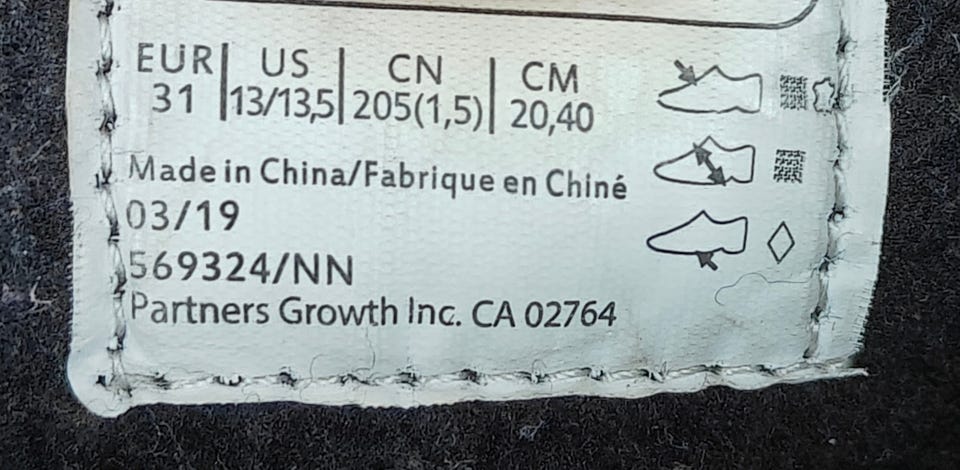 EUR 31 | US 13/13,5 | CN 205(1,5) | CM 20,40
Made in China/Fabrique en Chiné
03/19
569324/NN
Partners Growth Inc. CA 02764